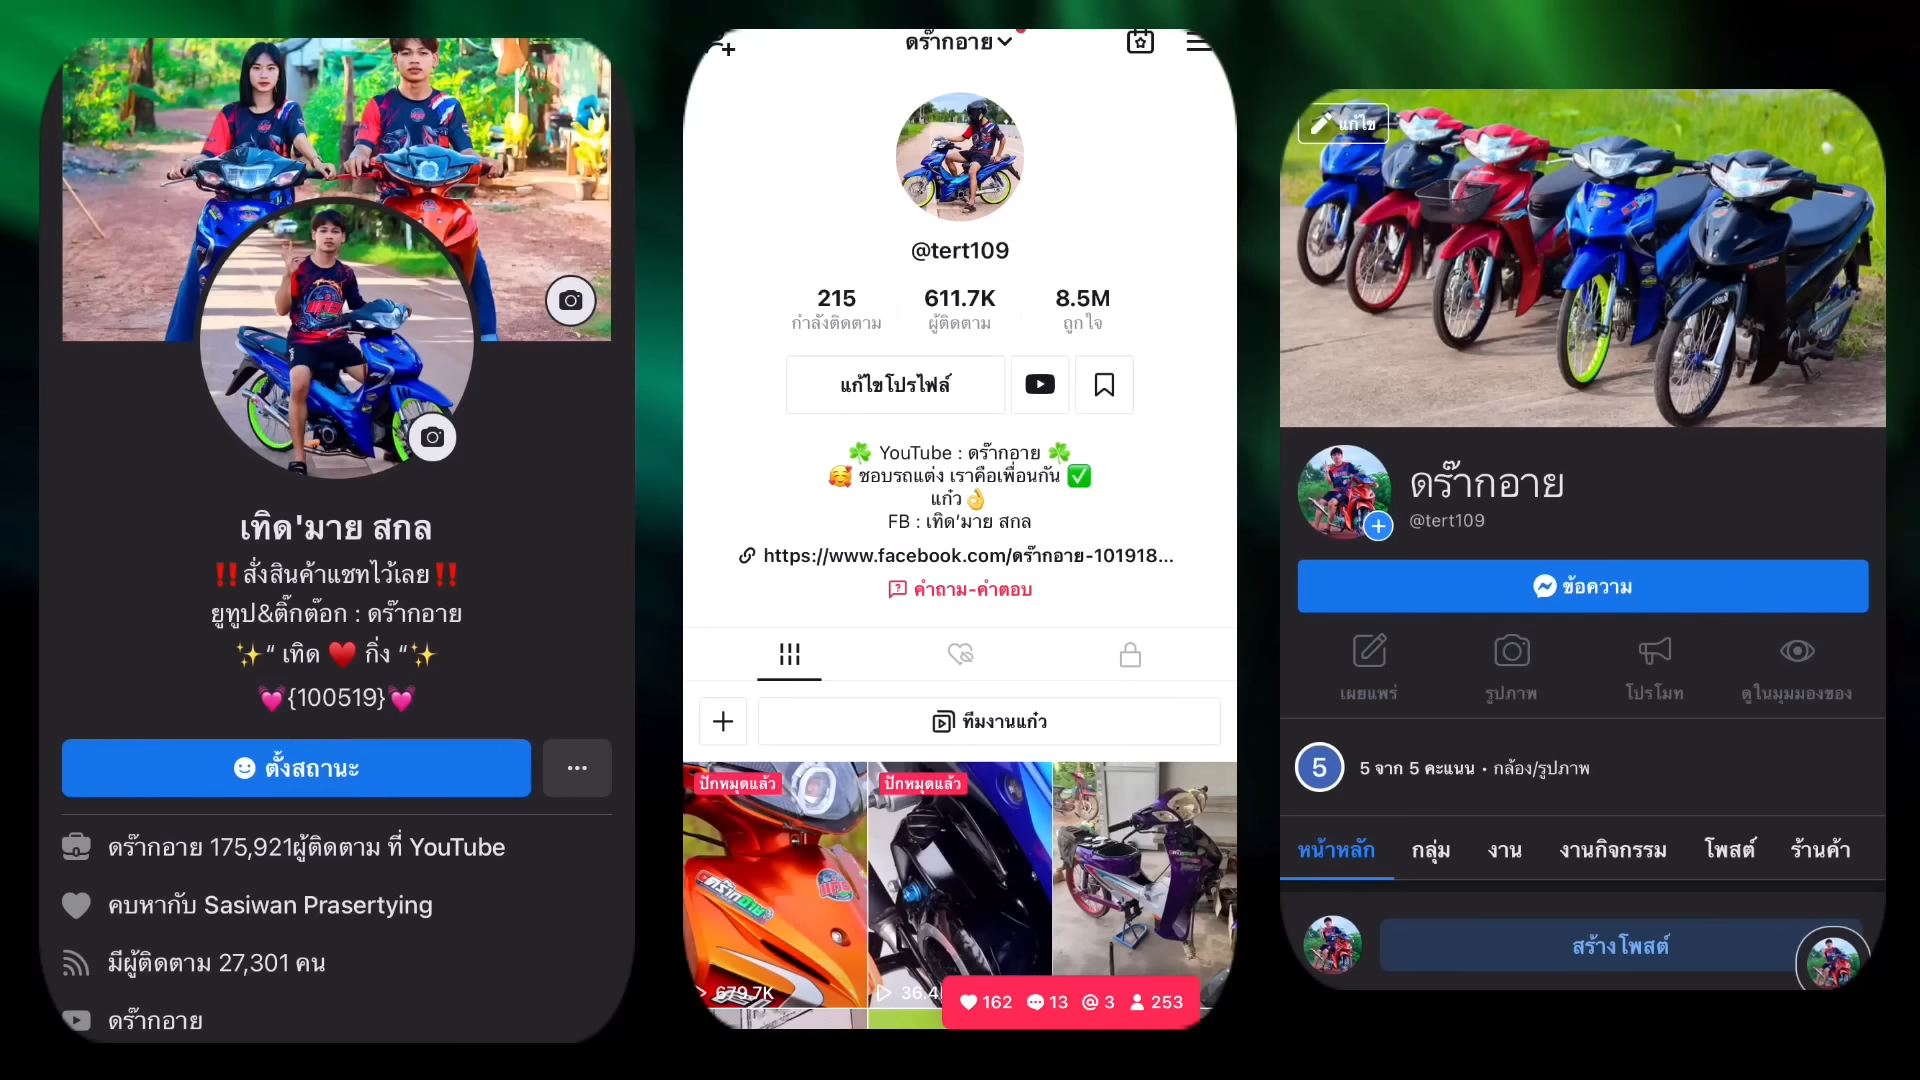 เทิด'มาย สกล
‼️สั่งสินค้าแชทไว้เลย‼️
ยูทูป&ติ๊กต๊อก : ดร๊ากอาย
✨“ เทิด ♥️ กิ่ง “✨
💓{100519}💓
ตั้งสถานะ
ดร๊ากอาย 175,921ผู้ติดตาม ที่ YouTube
คบหากับ Sasiwan Prasertying
มีผู้ติดตาม 27,301 คน
ดร๊ากอาย
ดร๊ากอาย
@tert109
215 611.7K 8.5M
กำลังติดตาม ผู้ติดตาม ถูกใจ
แก้ไขโปรไฟล์
☘️ YouTube : ดร๊ากอาย ☘️
🥰 ชอบรถแต่ง เราคือเพื่อนกัน ✅
แก๋ว👌
FB : เทิด'มาย สกล
https://www.facebook.com/ดร๊ากอาย-101918...
คำถาม-คำตอบ
ทีมงานแก๋ว
ปักหมุดแล้ว ปักหมุดแล้ว
ดร๊ากอาย
679.7K
162 13 @ 3 253
แก้ไข
ดร๊ากอาย
@tert109
ข้อความ
เผยแพร่ รูปภาพ โปรโมท ดูในมุมมองของ
5 5 จาก 5 คะแนน • กล้อง/รูปภาพ
หน้าหลัก กลุ่ม งาน งานกิจกรรม โพสต์ ร้านค้า
สร้างโพสต์